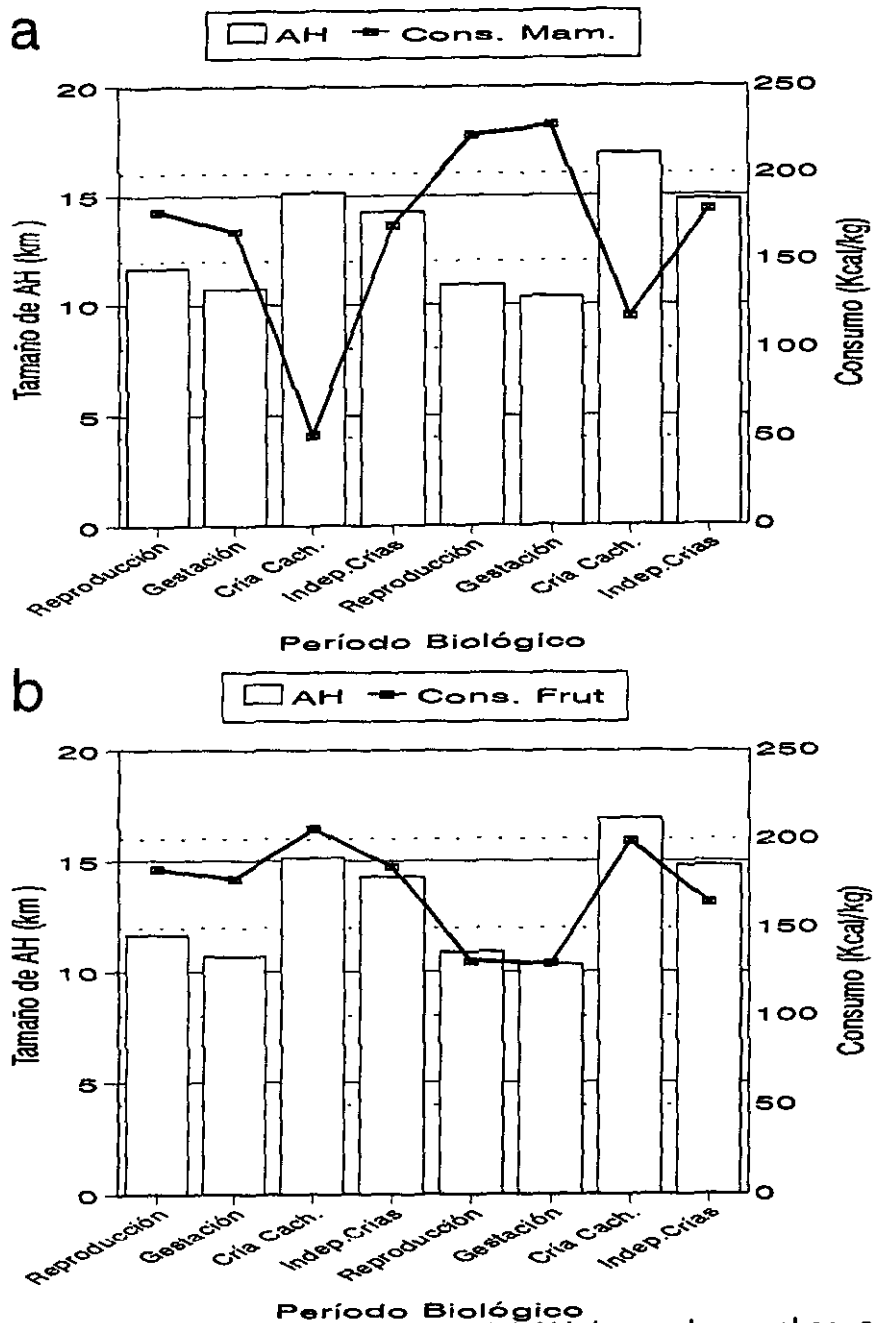 a
AH Cons. Mam.
20
15
10
5
0
Tamaño de AH (km)
250
200
150
100
50
0
Consumo (Kcal/kg)
Reproducción
Gestación
Cría Cach.
Indep.Crías
Reproducción
Gestación
Cría Cach.
Indep.Crías
Período Biológico
b
AH Cons. Frut
20
15
10
5
0
Tamaño de AH (km)
250
200
150
100
50
0
Consumo (Kcal/kg)
Reproducción
Gestación
Cría Cach.
Indep.Crías
Reproducción
Gestación
Cría Cach.
Indep.Crías
Período Biológico